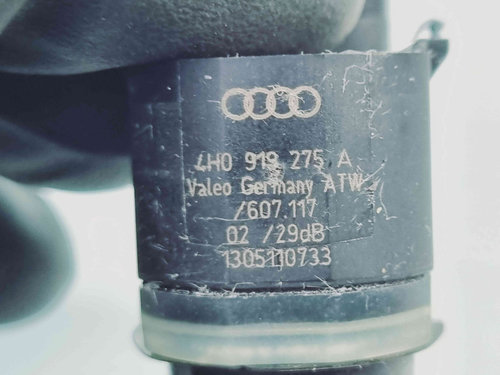 4H0 919 275 A
Valeo Germany ATW
/607.117
02 /29dB
1305110733